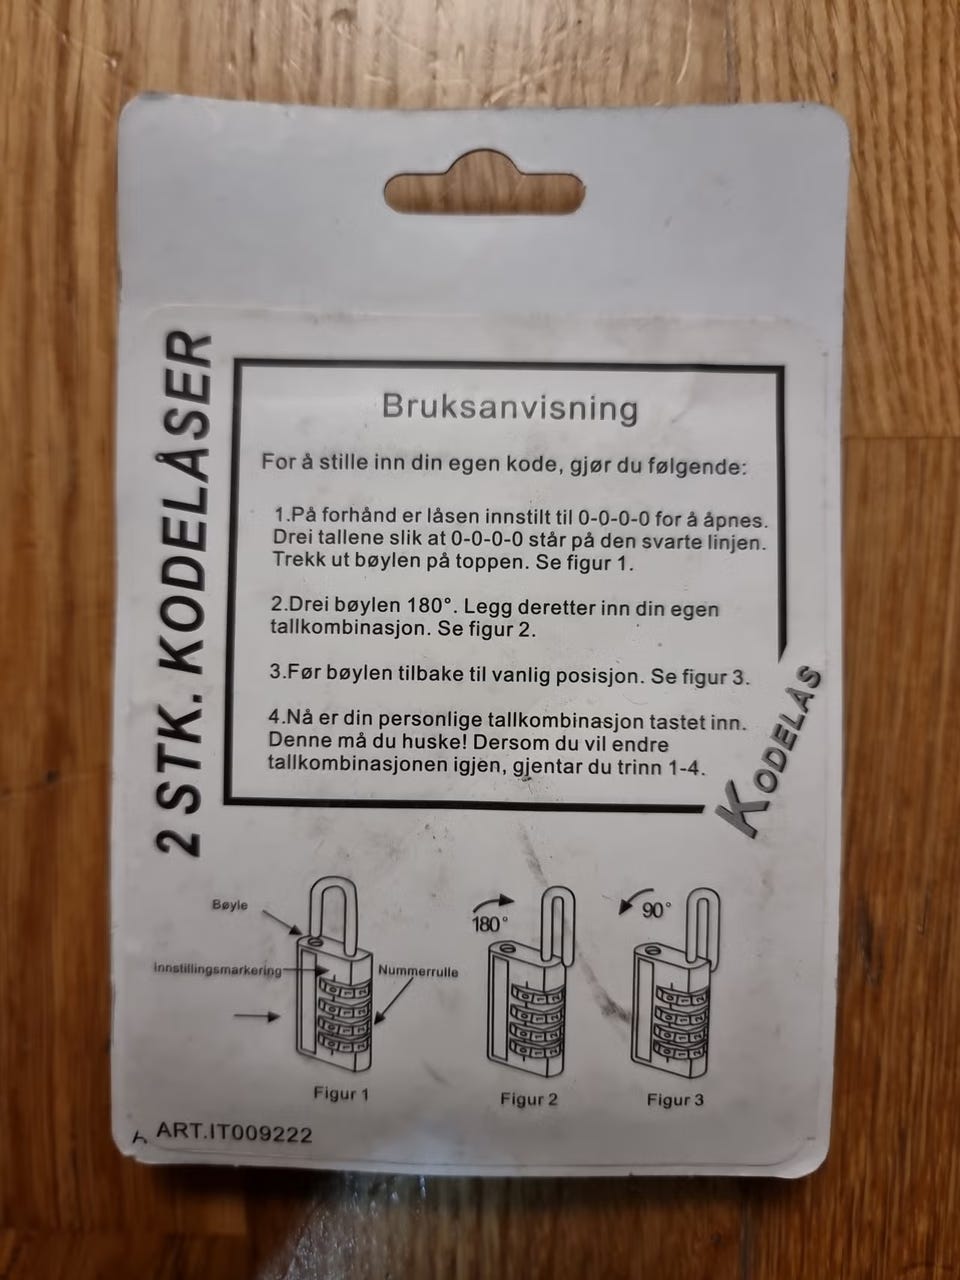 2 STK. KODELÅSER
Bruksanvisning
For å stille inn din egen kode, gjør du følgende:
1.På forhånd er låsen innstilt til 0-0-0-0 for å åpnes.
Drei tallene slik at 0-0-0-0 står på den svarte linjen.
Trekk ut bøylen på toppen. Se figur 1.
2.Drei bøylen 180°. Legg deretter inn din egen
tallkombinasjon. Se figur 2.
3.Før bøylen tilbake til vanlig posisjon. Se figur 3.
4.Nå er din personlige tallkombinasjon tastet inn.
Denne må du huske! Dersom du vil endre
tallkombinasjonen igjen, gjentar du trinn 1-4.
KODELÅS
Bøyle
Innstillingsmarkering
Nummerrulle
180°
90°
Figur 1
Figur 2
Figur 3
ART.IT009222